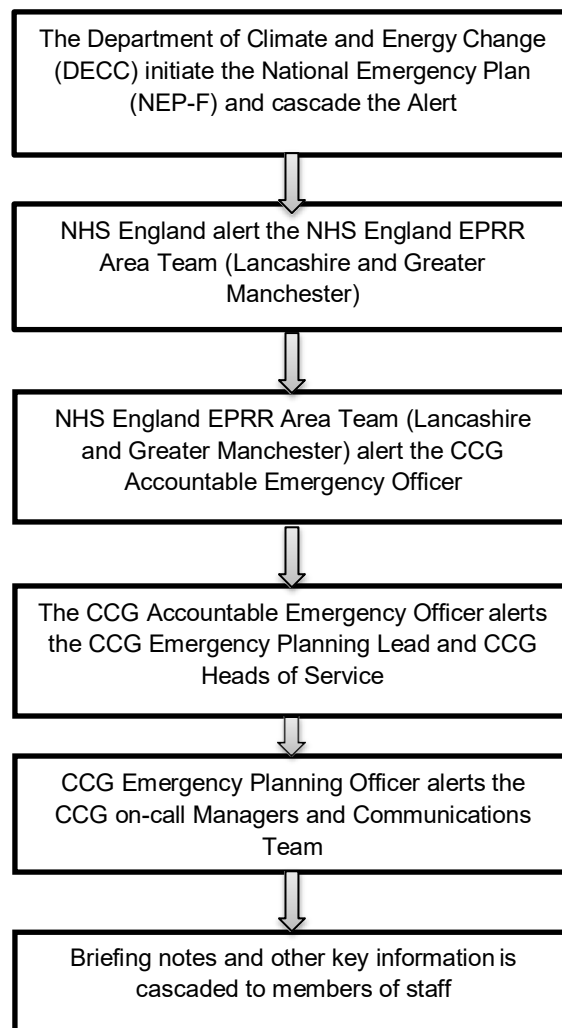 The Department of Climate and Energy Change
(DECC) initiate the National Emergency Plan
(NEP-F) and cascade the Alert
NHS England alert the NHS England EPRR
Area Team (Lancashire and Greater
Manchester)
NHS England EPRR Area Team (Lancashire
and Greater Manchester) alert the CCG
Accountable Emergency Officer
The CCG Accountable Emergency Officer alerts
the CCG Emergency Planning Lead and CCG
Heads of Service
CCG Emergency Planning Officer alerts the
CCG on-call Managers and Communications
Team
Briefing notes and other key information is
cascaded to members of staff